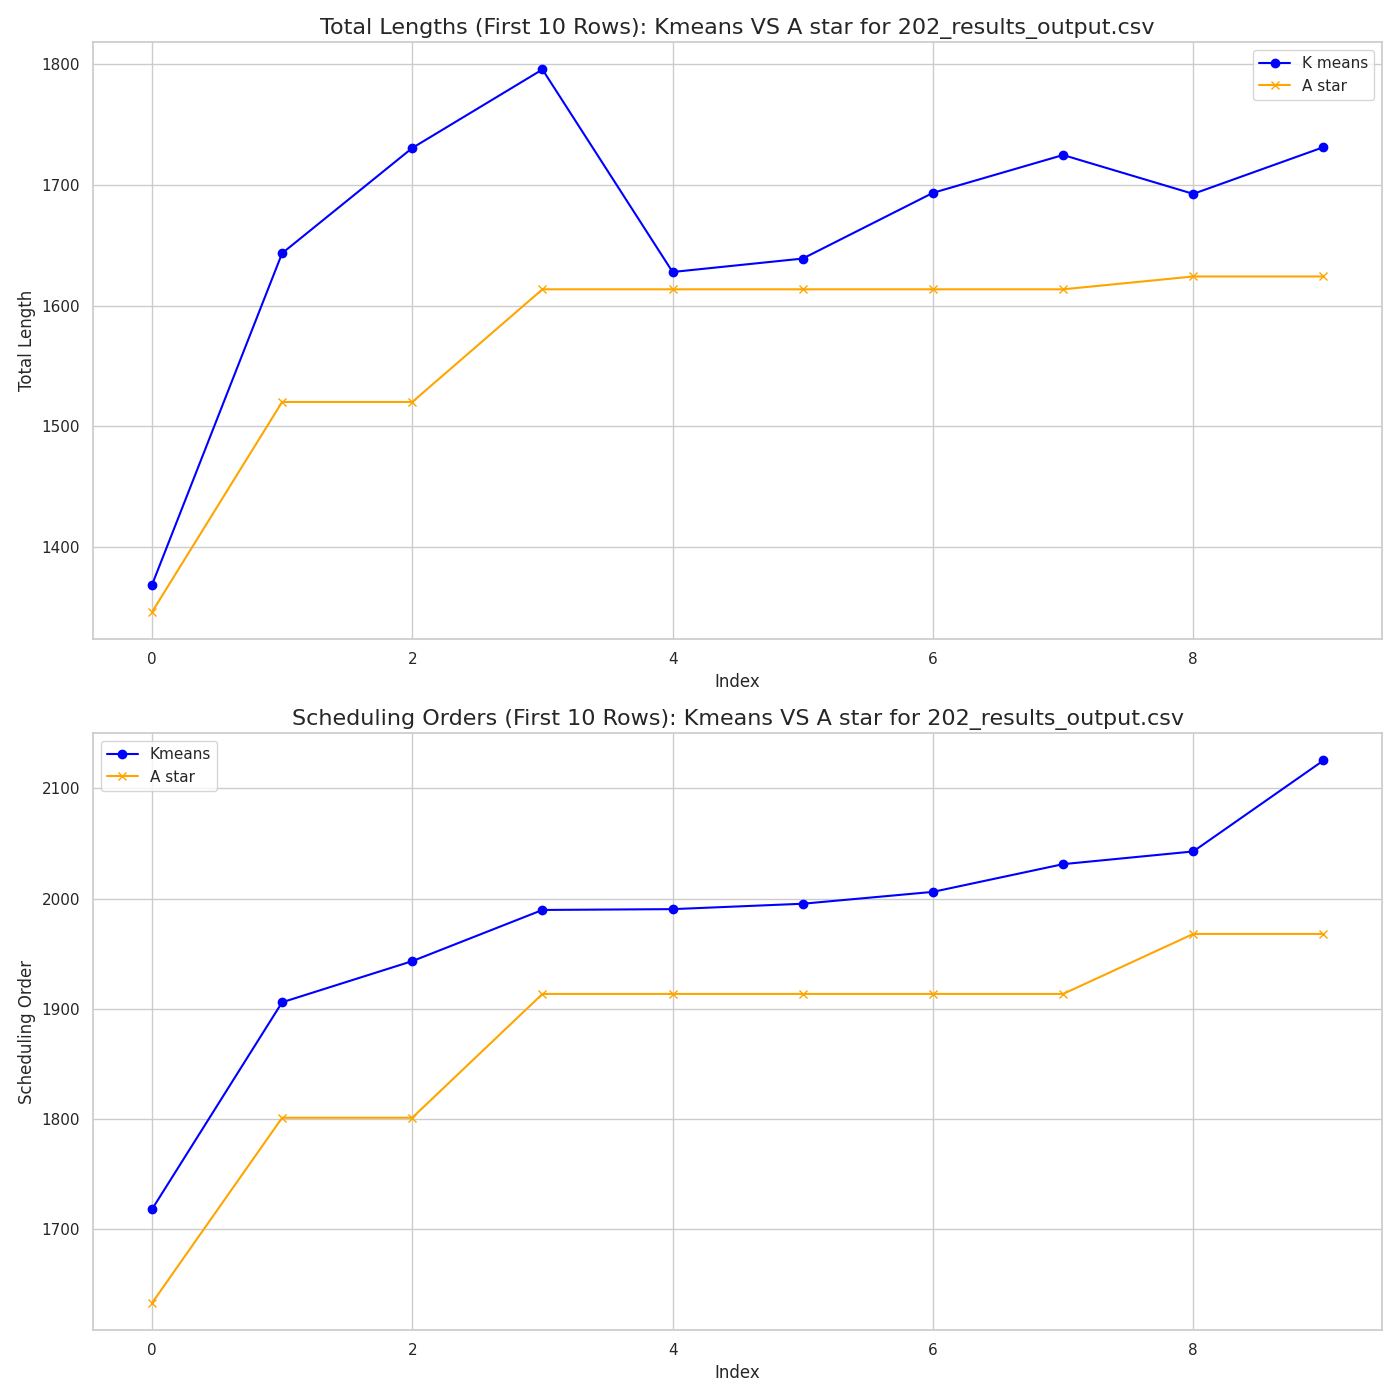 Total Lengths (First 10 Rows): Kmeans VS A star for 202_results_output.csv
K means
A star
1800
1700
1600
1500
1400
Total Length
0 2 4 6 8
Index
Scheduling Orders (First 10 Rows): Kmeans VS A star for 202_results_output.csv
Kmeans
A star
2100
2000
1900
1800
1700
Scheduling Order
0 2 4 6 8
Index